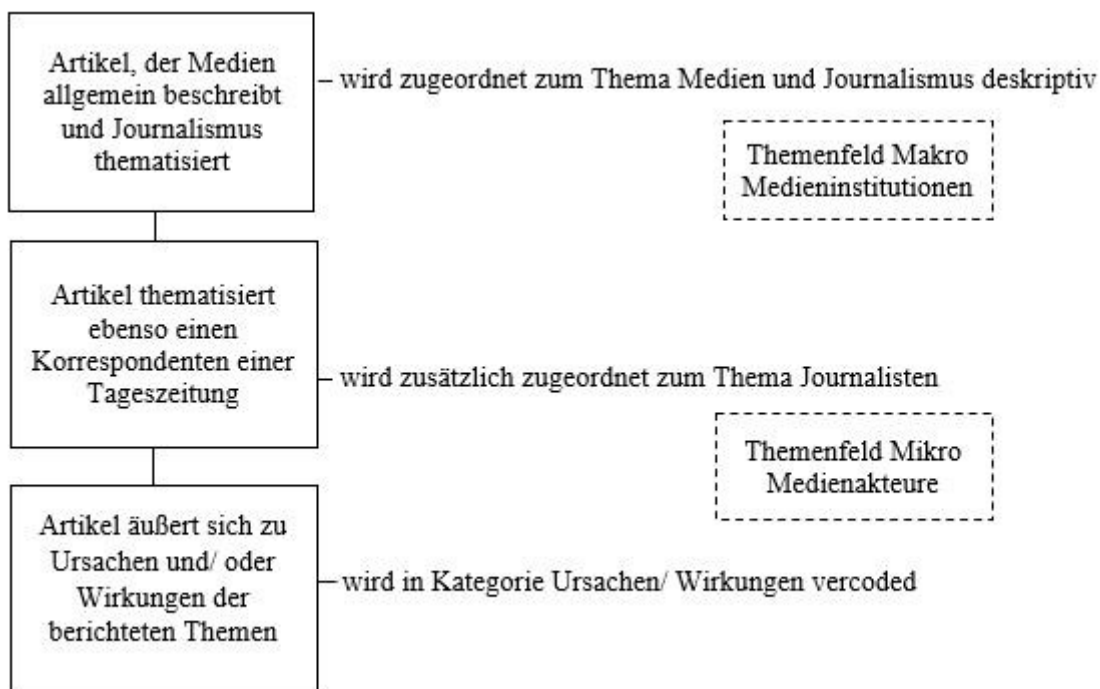 Artikel, der Medien
allgemein beschreibt
und Journalismus
thematisiert
– wird zugeordnet zum Thema Medien und Journalismus deskriptiv
Themenfeld Makro
Medieninstitutionen
Artikel thematisiert
ebenso einen
Korrespondenten einer
Tageszeitung
– wird zusätzlich zugeordnet zum Thema Journalisten
Themenfeld Mikro
Medienakteure
Artikel äußert sich zu
Ursachen und/ oder
Wirkungen der
berichteten Themen
– wird in Kategorie Ursachen/ Wirkungen vercoded